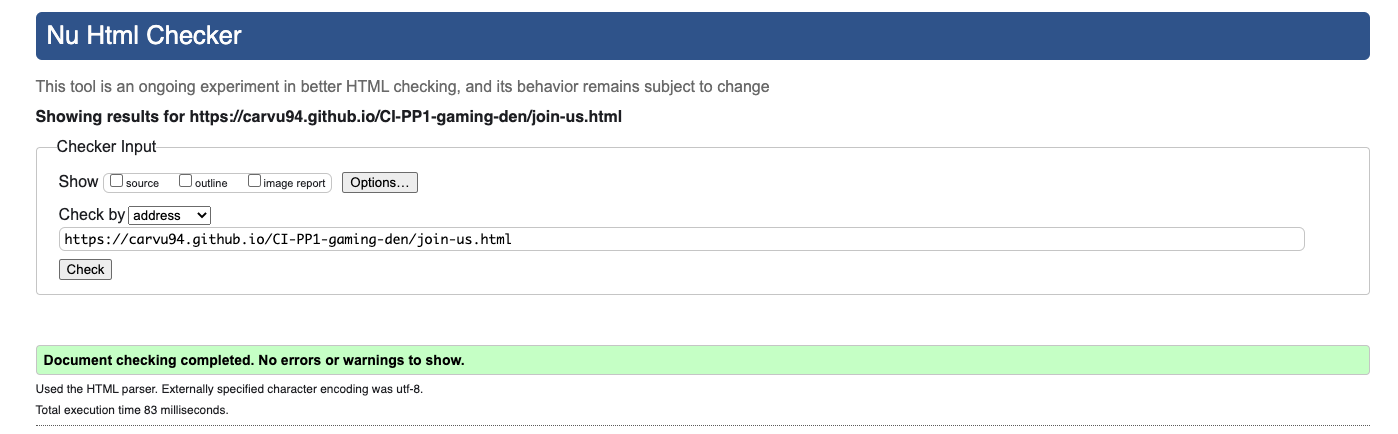 Nu Html Checker
This tool is an ongoing experiment in better HTML checking, and its behavior remains subject to change
Showing results for https://carvu94.github.io/CI-PP1-gaming-den/join-us.html
Checker Input
Show source outline image report Options...
Check by address
https://carvu94.github.io/CI-PP1-gaming-den/join-us.html
Check
Document checking completed. No errors or warnings to show.
Used the HTML parser. Externally specified character encoding was utf-8.
Total execution time 83 milliseconds.